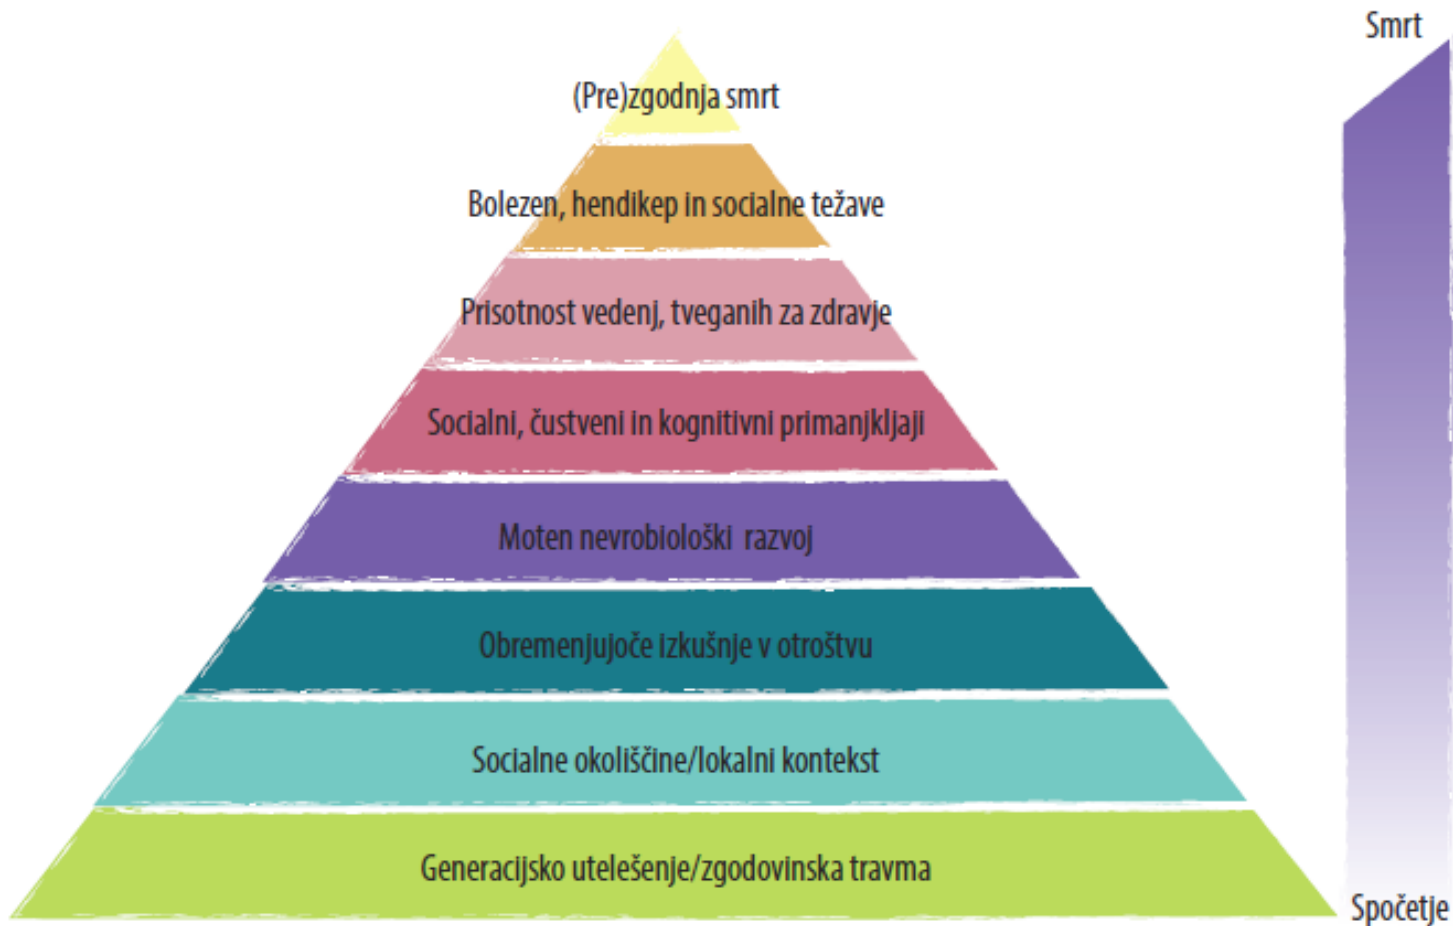 Smrt
(Pre)zgodnja smrt
Bolezen, hendikep in socialne težave
Prisotnost vedenj, tveganih za zdravje
Socialni, čustveni in kognitivni primanjkljaji
Moten nevrobiološki razvoj
Obremenjujoče izkušnje v otroštvu
Socialne okoliščine/lokalni kontekst
Generacijsko utelešenje/zgodovinska travma
Spočetje